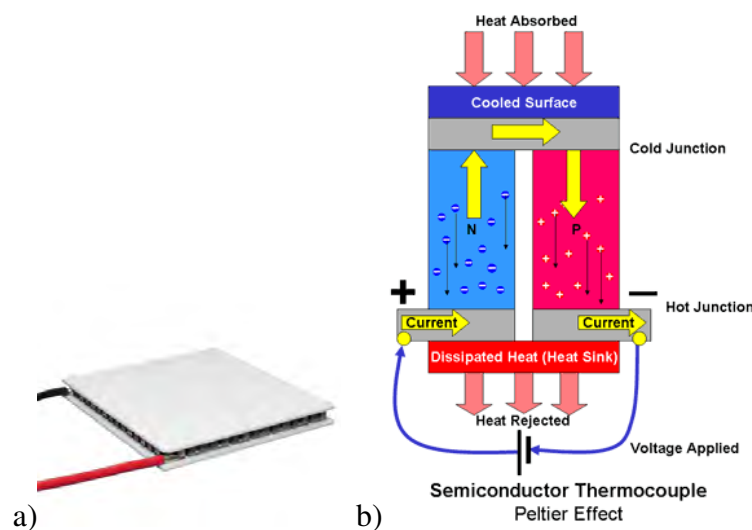 a)
b)
Heat Absorbed
Cooled Surface
Cold Junction
N
P
+
−
Hot Junction
Current
Current
Dissipated Heat (Heat Sink)
Heat Rejected
Voltage Applied
Semiconductor Thermocouple
Peltier Effect